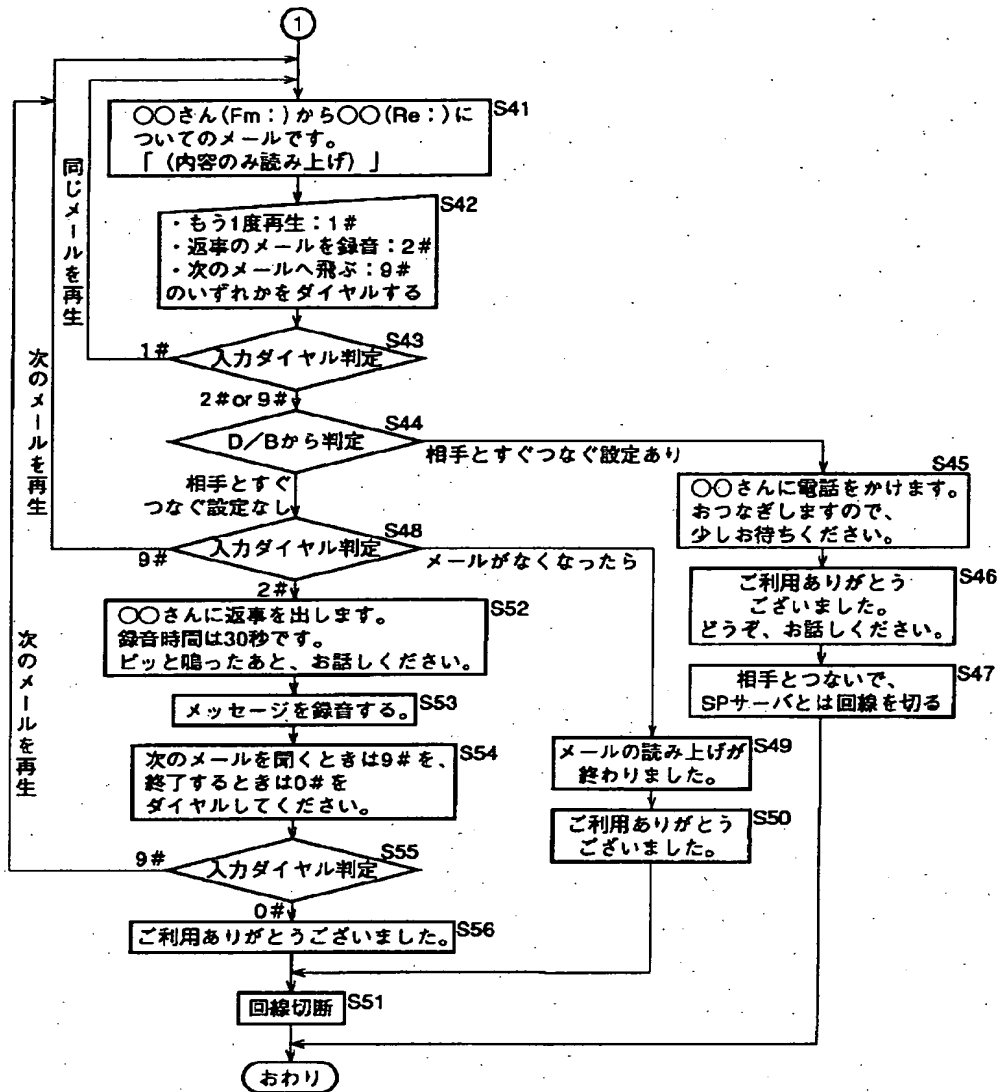 1
○○さん(Fm：)から○○(Re：)に
ついてのメールです。
「（内容のみ読み上げ）」
S41
同じメールを再生
・もう1度再生：1#
・返事のメールを録音：2#
・次のメールへ飛ぶ：9#
のいずれかをダイヤルする
S42
入力ダイヤル判定
S43
1#
2#or 9#
次のメールを再生
D／Bから判定
S44
相手とすぐつなぐ設定あり
相手とすぐ
つなぐ設定なし
○○さんに電話をかけます。
おつなぎしますので、
少しお待ちください。
S45
入力ダイヤル判定
S48
9#
メールがなくなったら
2#
ご利用ありがとう
ございました。
どうぞ、お話しください。
S46
○○さんに返事を出します。
録音時間は30秒です。
ピッと鳴ったあと、お話しください。
S52
相手とつないで、
SPサーバとは回線を切る
S47
次のメールを再生
メッセージを録音する。
S53
メールの読み上げが
終わりました。
S49
次のメールを聞くときは9#を、
終了するときは0#を
ダイヤルしてください。
S54
ご利用ありがとう
ございました。
S50
入力ダイヤル判定
S55
9#
0#
ご利用ありがとうございました。
S56
回線切断
S51
おわり